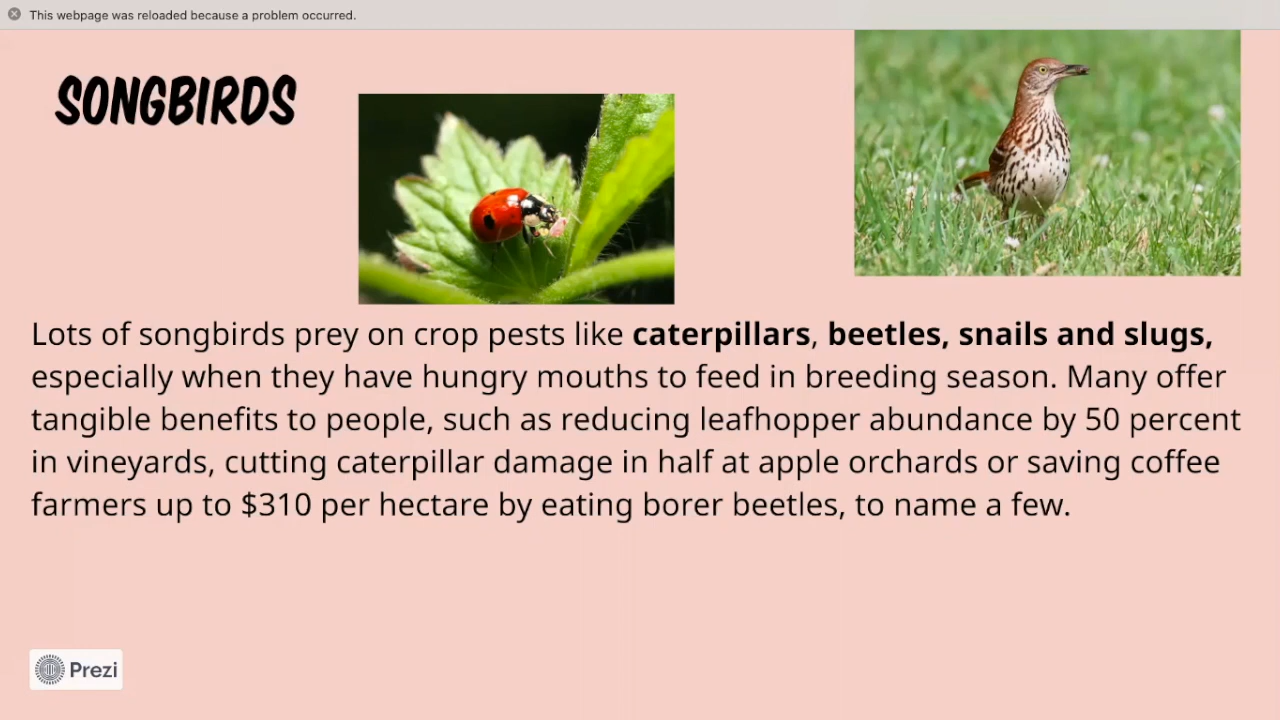 This webpage was reloaded because a problem occurred.
SONGBIRDS
Lots of songbirds prey on crop pests like caterpillars, beetles, snails and slugs,
especially when they have hungry mouths to feed in breeding season. Many offer
tangible benefits to people, such as reducing leafhopper abundance by 50 percent
in vineyards, cutting caterpillar damage in half at apple orchards or saving coffee
farmers up to $310 per hectare by eating borer beetles, to name a few.
Prezi